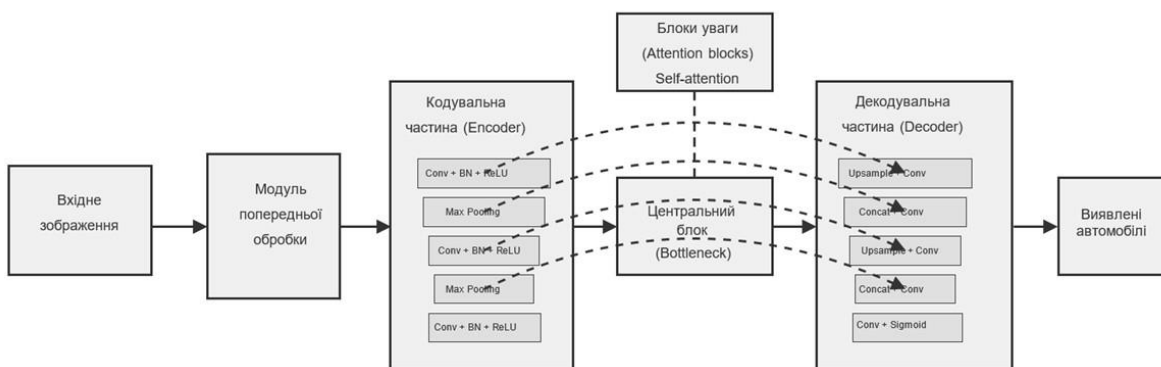 Вхідне
зображення
Модуль
попередньої
обробки
Кодувальна
частина (Encoder)
Conv + BN + ReLU
Max Pooling
Conv + BN + ReLU
Max Pooling
Conv + BN + ReLU
Блоки уваги
(Attention blocks)
Self-attention
Центральний
блок
(Bottleneck)
Декодувальна
частина (Decoder)
Upsample + Conv
Concat + Conv
Upsample + Conv
Concat + Conv
Conv + Sigmoid
Виявлені
автомобілі